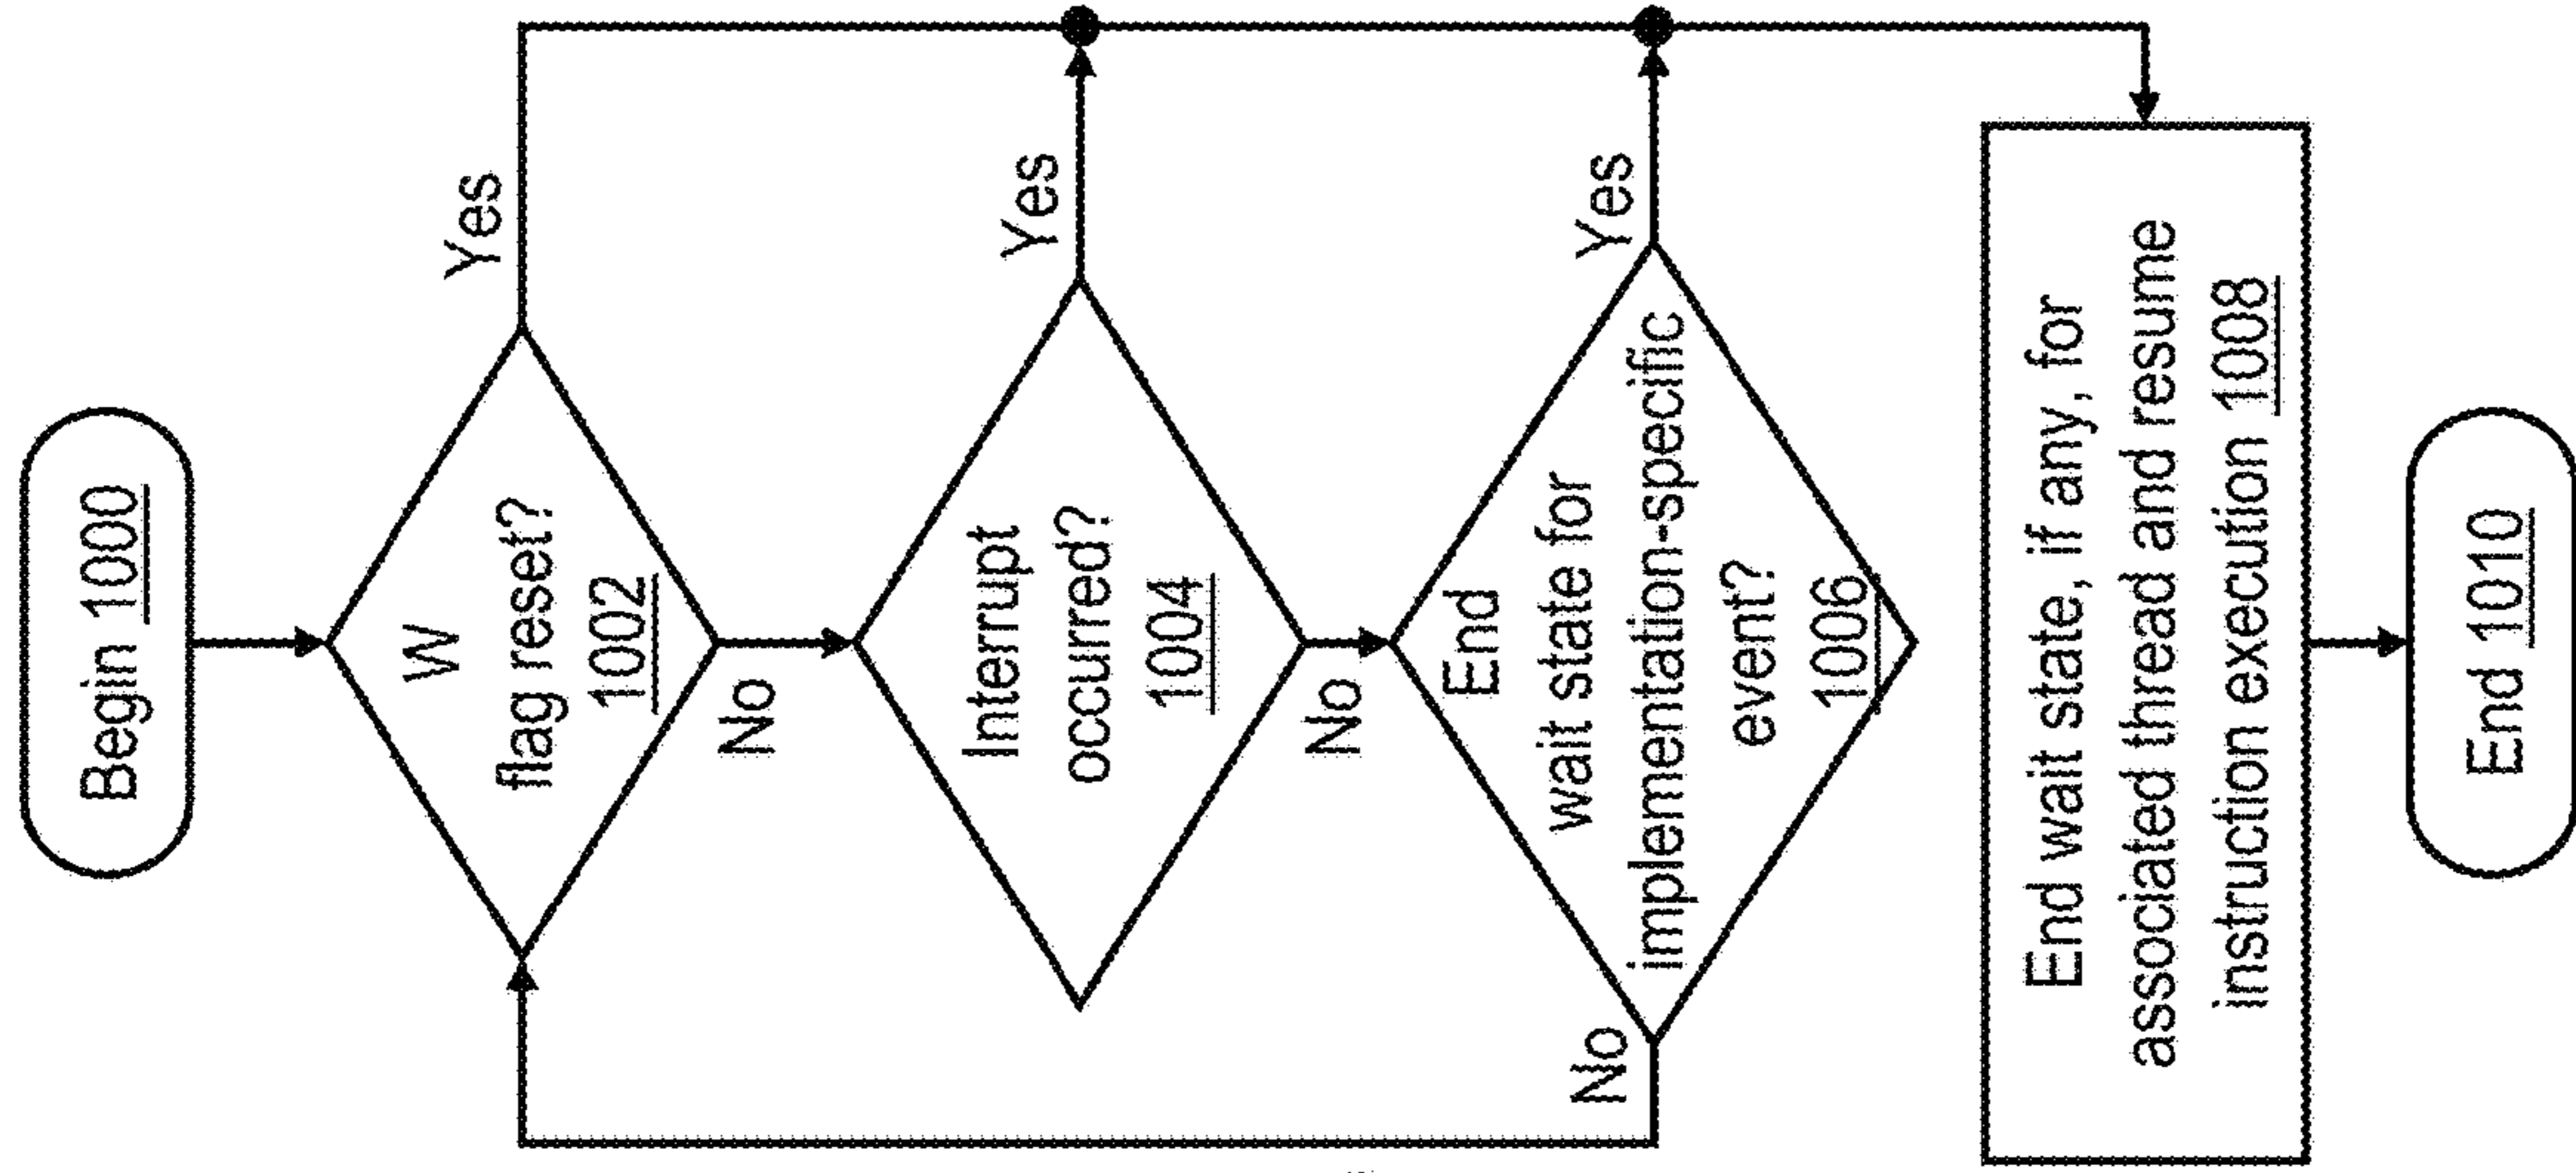 Begin 1000
W
flag reset?
1002
Yes
No
Interrupt
occurred?
1004
Yes
No
End
wait state for
implementation-specific
event?
1006
Yes
No
End wait state, if any, for
associated thread and resume
instruction execution 1008
End 1010